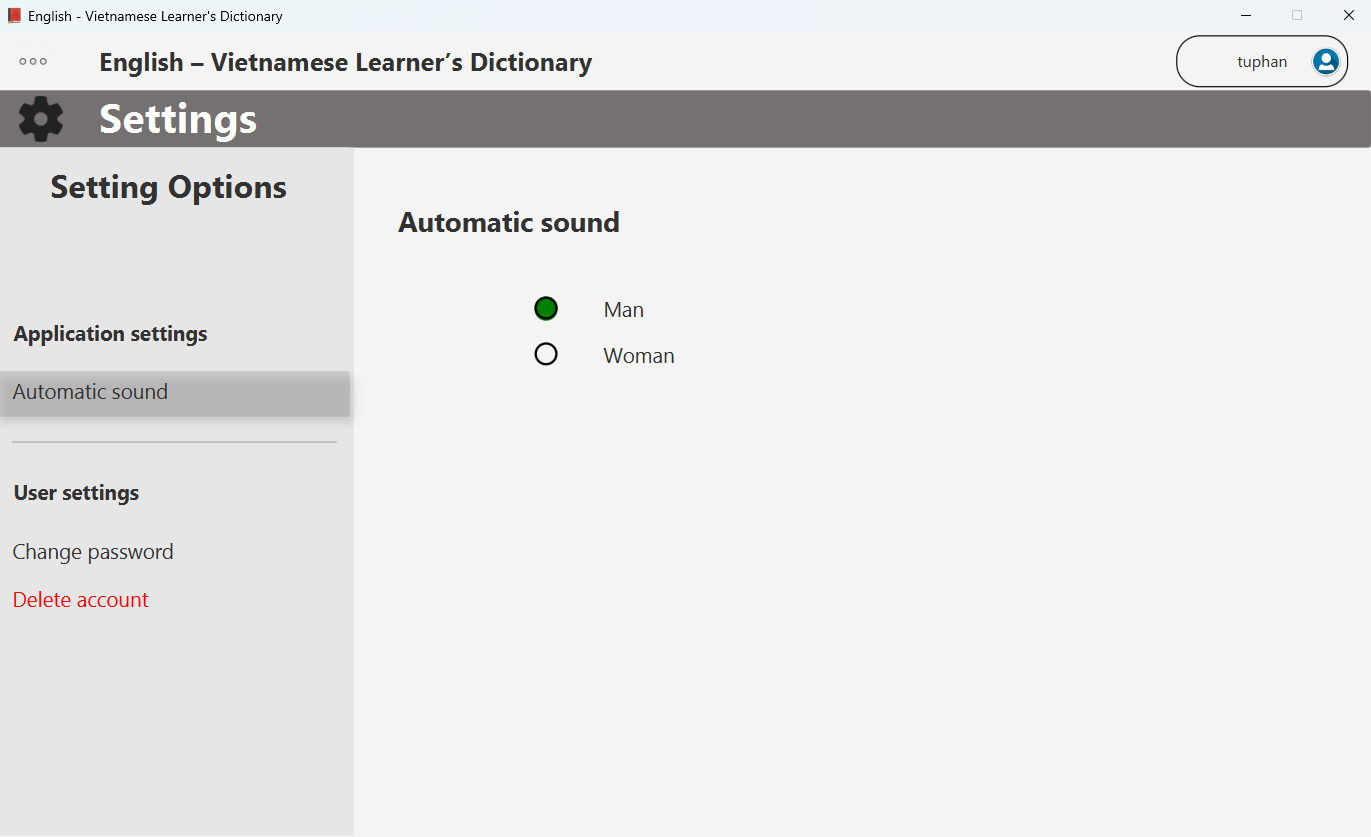 English - Vietnamese Learner's Dictionary
English – Vietnamese Learner’s Dictionary
tuphan
Settings
Setting Options
Application settings
Automatic sound
User settings
Change password
Delete account
Automatic sound
Man
Woman